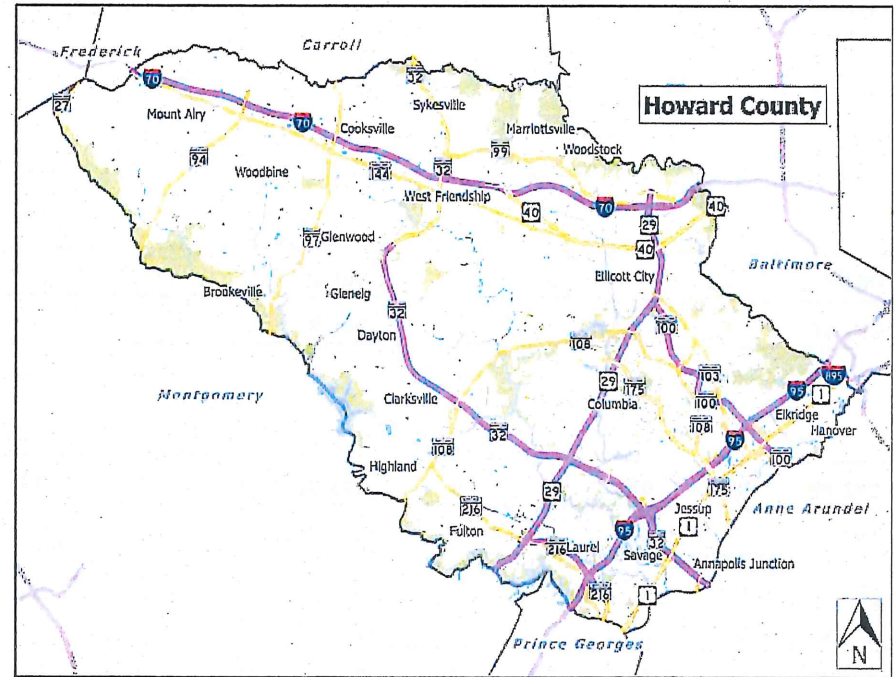 Frederick
Carroll
70
32
27
Sykesville
Howard County
Mount Airy
70
Cooksville
Marriottsville
94
99
Woodstock
144
32
Woodbine
West Friendship
70
40
40
29
97
Glenwood
40
Baltimore
Ellicott City
Brookeville
Glenelg
32
100
Dayton
108
103
895
29
175
95
1
Montgomery
Clarksville
Columbia
100
Elkridge
Hanover
108
95
32
108
100
Highland
175
29
Jessup
Anne Arundel
216
1
Fulton
95
216
Laurel
Savage
32
Annapolis Junction
216
1
Prince Georges
N